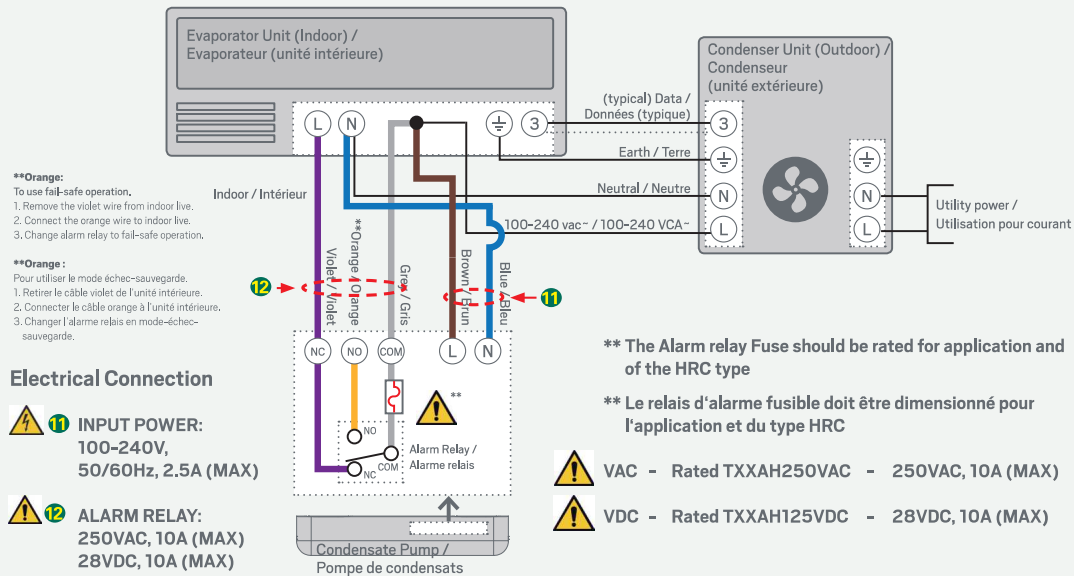 Evaporator Unit (Indoor) /
Evaporateur (unité intérieure)
L
N
3
Condenser Unit (Outdoor) /
Condenseur
(unité extérieure)
3
N
L
N
L
(typical) Data /
Données (typique)
Earth / Terre
Neutral / Neutre
100-240 vac~ / 100-240 VCA~
Utility power /
Utilisation pour courant
Indoor / Intérieur
**Orange:
To use fail-safe operation.
1. Remove the violet wire from indoor live.
2. Connect the orange wire to indoor live.
3. Change alarm relay to fail-safe operation.
**Orange :
Pour utiliser le mode échec-sauvegarde.
1. Retirer le câble violet de l'unité intérieure.
2. Connecter le câble orange à l'unité intérieure.
3. Changer l'alarme relais en mode-échec-
sauvegarde.
Violet / Violet
**Orange / Orange
Grey / Gris
Brown / Brun
Blue / Bleu
12
11
NC
NO
COM
L
N
**
NO
COM
NC
Alarm Relay /
Alarme relais
Condensate Pump /
Pompe de condensats
Electrical Connection
11 INPUT POWER:
100-240V,
50/60Hz, 2.5A (MAX)
12 ALARM RELAY:
250VAC, 10A (MAX)
28VDC, 10A (MAX)
** The Alarm relay Fuse should be rated for application and
of the HRC type
** Le relais d'alarme fusible doit être dimensionné pour
l'application et du type HRC
VAC - Rated TXXAH250VAC - 250VAC, 10A (MAX)
VDC - Rated TXXAH125VDC - 28VDC, 10A (MAX)